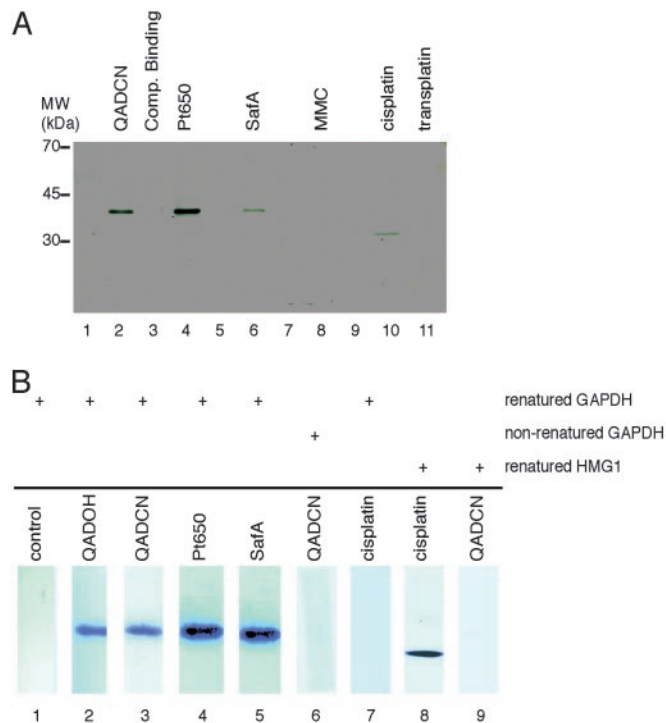 A
MW
(kDa)
QADCN
Comp. Binding
Pt650
SafA
MMC
cisplatin
transplatin
70
45
30
1 2 3 4 5 6 7 8 9 10 11
B
+ + + + + + renatured GAPDH
+ non-renatured GAPDH
+ + renatured HMG1
control
QADOH
QADCN
Pt650
SafA
QADCN
cisplatin
cisplatin
QADCN
1 2 3 4 5 6 7 8 9